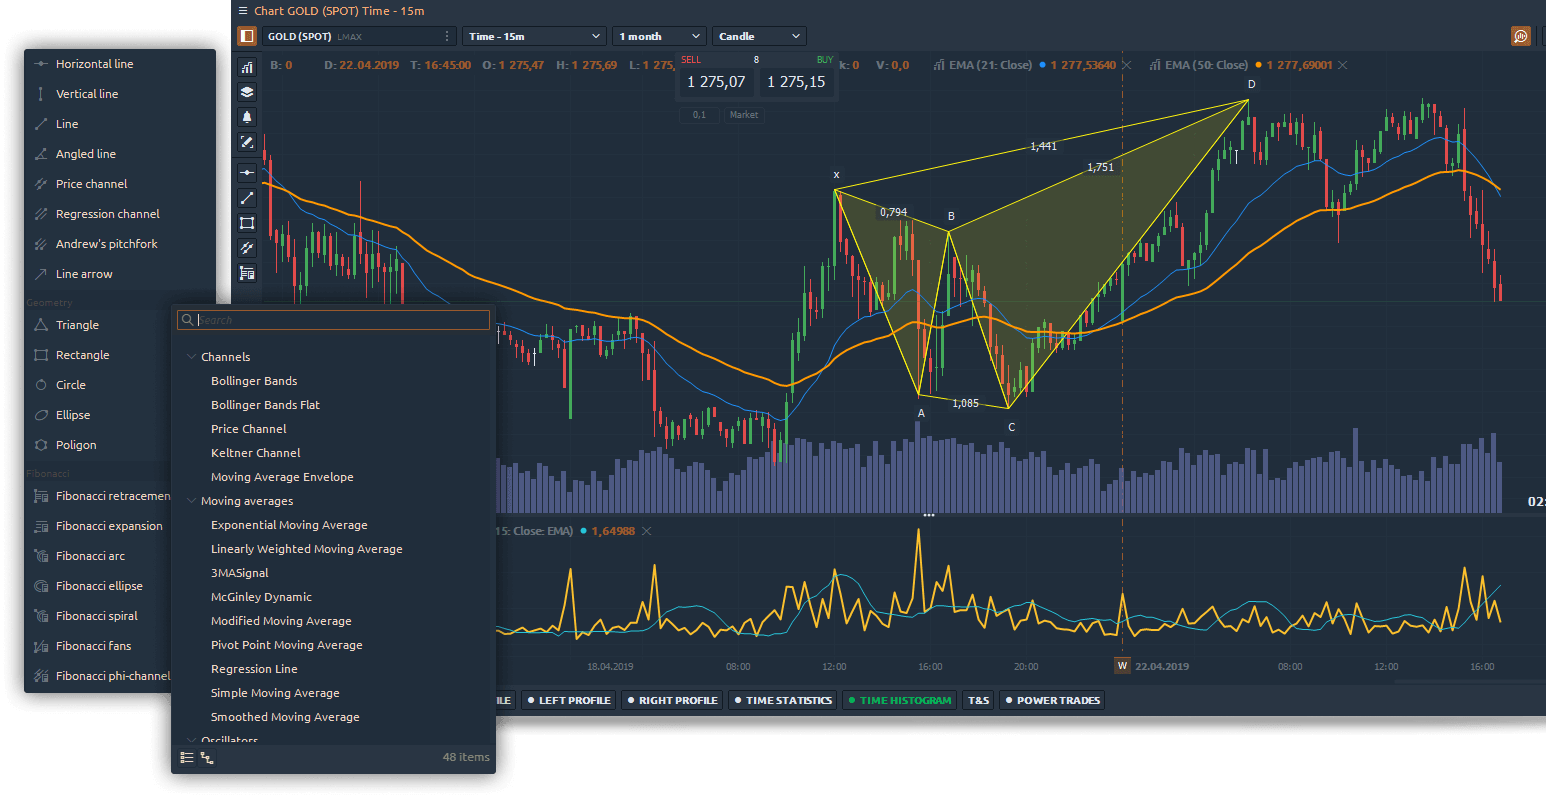 Chart GOLD (SPOT) Time - 15m
GOLD (SPOT) LMAX
Time - 15m
1 month
Candle
B: 0
D: 22.04.2019
T: 16:45:00
O: 1 275,47
H: 1 275,69
L: 1 275,
k: 0
V: 0,0
EMA (21: Close) 1 277,53640
EMA (50: Close) 1 277,69001
SELL 8 BUY
1 275,07 1 275,15
0,1 Market
Horizontal line
Vertical line
Line
Angled line
Price channel
Regression channel
Andrew's pitchfork
Line arrow
Geometry
Triangle
Rectangle
Circle
Ellipse
Poligon
Fibonacci
Fibonacci retracemen
Fibonacci expansion
Fibonacci arc
Fibonacci ellipse
Fibonacci spiral
Fibonacci fans
Fibonacci phi-channel
Search
Channels
Bollinger Bands
Bollinger Bands Flat
Price Channel
Keltner Channel
Moving Average Envelope
Moving averages
Exponential Moving Average
Linearly Weighted Moving Average
3MASignal
McGinley Dynamic
Modified Moving Average
Pivot Point Moving Average
Regression Line
Simple Moving Average
Smoothed Moving Average
Oscillators
48 items
D
1,441
1,751
X
0,794
B
A
1,085
C
02:
15: Close: EMA) 1,64988
18.04.2019
08:00
12:00
16:00
20:00
W
22.04.2019
08:00
12:00
16:00
ILE
LEFT PROFILE
RIGHT PROFILE
TIME STATISTICS
TIME HISTOGRAM
T&S
POWER TRADES